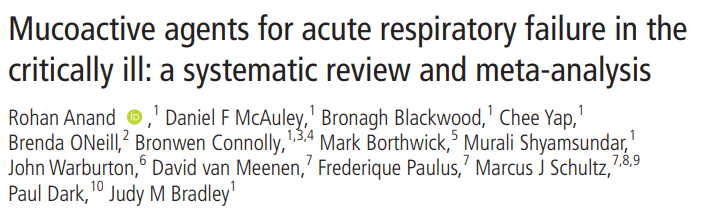 Mucoactive agents for acute respiratory failure in the
critically ill: a systematic review and meta-analysis
Rohan Anand iD ,1 Daniel F McAuley,1 Bronagh Blackwood,1 Chee Yap,1
Brenda ONeill,2 Bronwen Connolly,1,3,4 Mark Borthwick,5 Murali Shyamsundar,1
John Warburton,6 David van Meenen,7 Frederique Paulus,7 Marcus J Schultz,7,8,9
Paul Dark,10 Judy M Bradley1